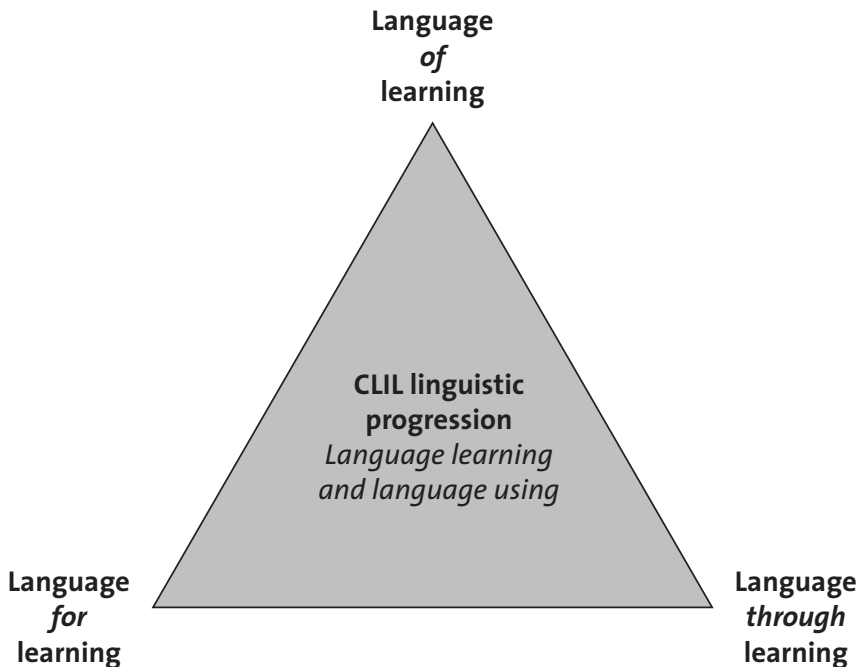 Language
of
learning
CLIL linguistic
progression
Language learning
and language using
Language
for
learning
Language
through
learning